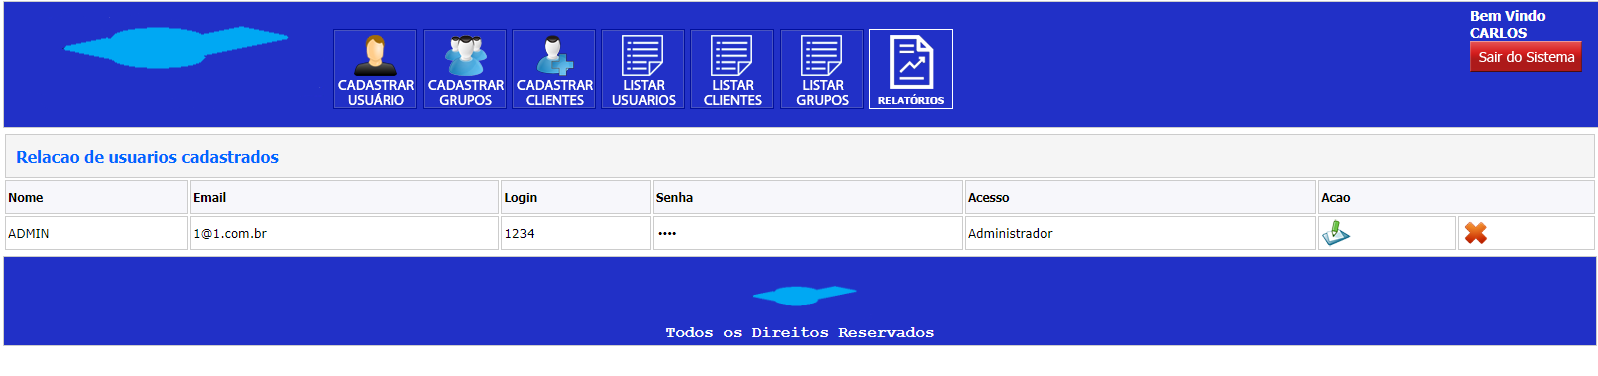 Bem Vindo
CARLOS
Sair do Sistema
CADASTRAR
USUÁRIO
CADASTRAR
GRUPOS
CADASTRAR
CLIENTES
LISTAR
USUARIOS
LISTAR
CLIENTES
LISTAR
GRUPOS
RELATÓRIOS
Relacao de usuarios cadastrados
Nome Email Login Senha Acesso Acao
ADMIN 1@1.com.br 1234 •••• Administrador
Todos os Direitos Reservados